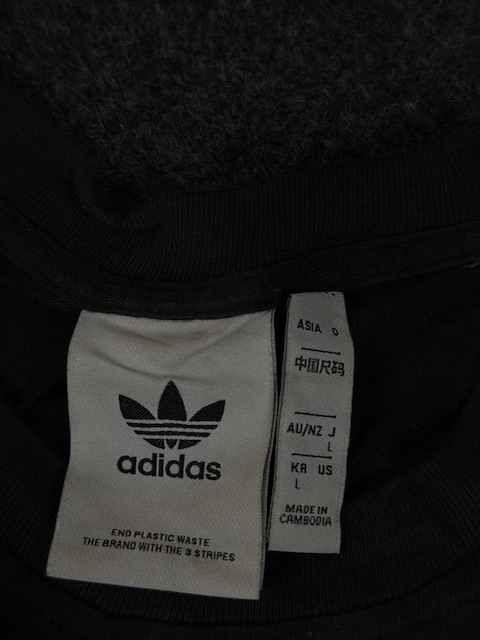 adidas
END PLASTIC WASTE
THE BRAND WITH THE 3 STRIPES
ASIA D
中国尺码
AU/NZ J
L
KR US
L
MADE IN
CAMBODIA